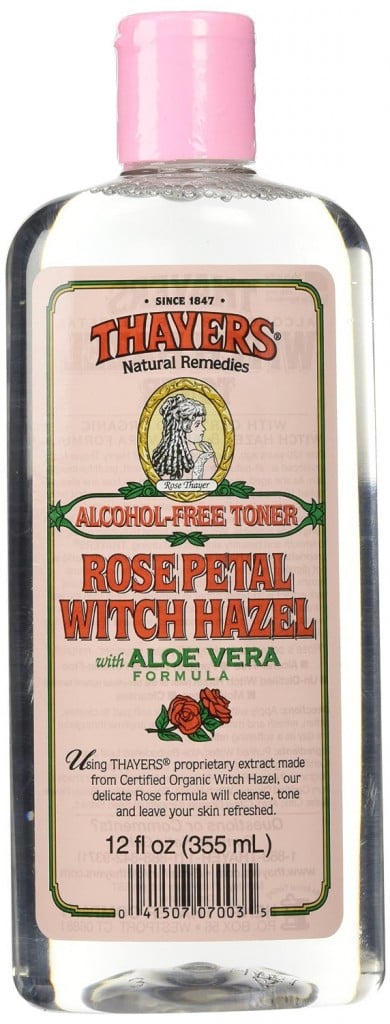 • SINCE 1847 •
THAYERS®
Natural Remedies
Rose Thayer
ALCOHOL-FREE TONER
ROSE PETAL
WITCH HAZEL
with ALOE VERA
FORMULA
Using THAYERS® proprietary extract made
from Certified Organic Witch Hazel, our
delicate Rose formula will cleanse, tone
and leave your skin refreshed.
12 fl oz (355 mL)
0 41507 07003 5